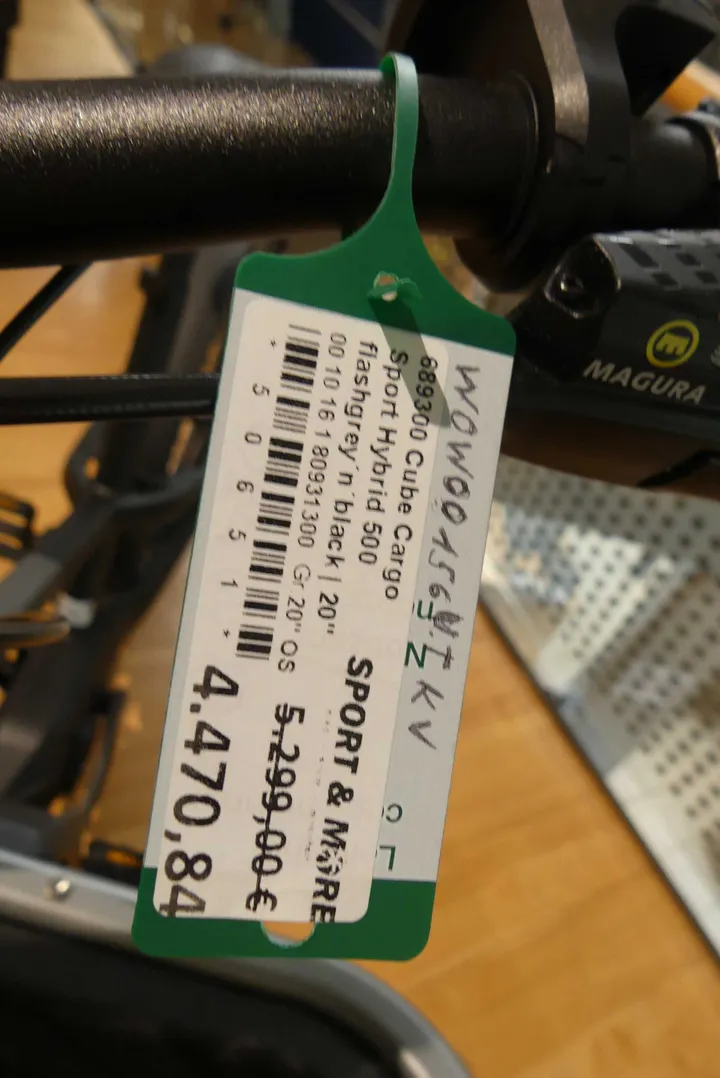 689300 Cube Cargo
Sport Hybrid 500
flashgrey´n´black | 20"
00 10 16 1 80931300 Gr. 20" OS
* 5 0 6 5 1 *
SPORT & MORE
5.299,00 €
4.470,84
KV
MAGURA